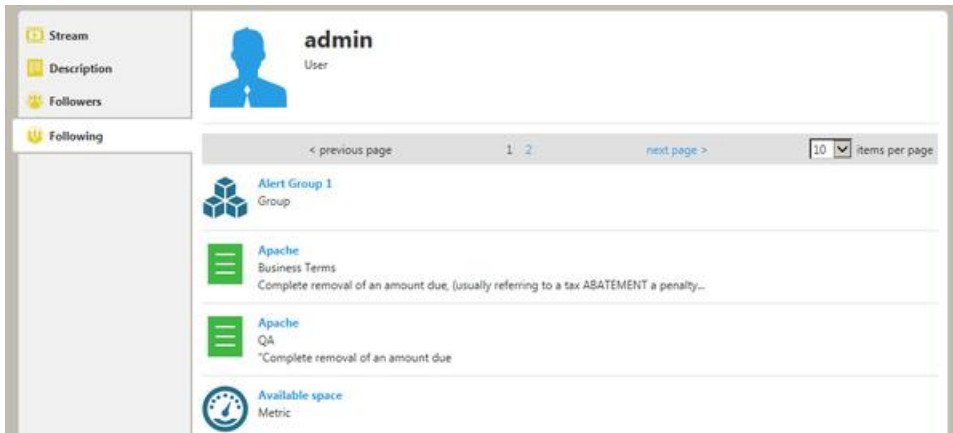 Stream
Description
Followers
Following
admin
User
< previous page 1 2 next page > 10 items per page
Alert Group 1
Group
Apache
Business Terms
Complete removal of an amount due, (usually referring to a tax ABATEMENT a penalty...
Apache
QA
"Complete removal of an amount due
Available space
Metric